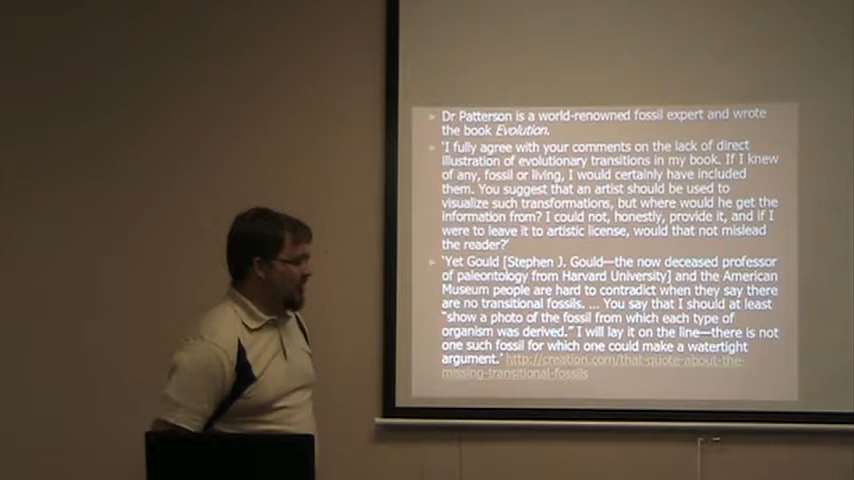 Dr Patterson is a world-renowned fossil expert and wrote
the book Evolution.
'I fully agree with your comments on the lack of direct
illustration of evolutionary transitions in my book. If I knew
of any, fossil or living, I would certainly have included
them. You suggest that an artist should be used to
visualize such transformations, but where would he get the
information from? I could not, honestly, provide it, and if I
were to leave it to artistic license, would that not mislead
the reader?'
'Yet Gould [Stephen J. Gould—the now deceased professor
of paleontology from Harvard University] and the American
Museum people are hard to contradict when they say there
are no transitional fossils. ... You say that I should at least
"show a photo of the fossil from which each type of
organism was derived." I will lay it on the line—there is not
one such fossil for which one could make a watertight
argument.' http://creation.com/that-quote-about-the-
missing-transitional-fossils